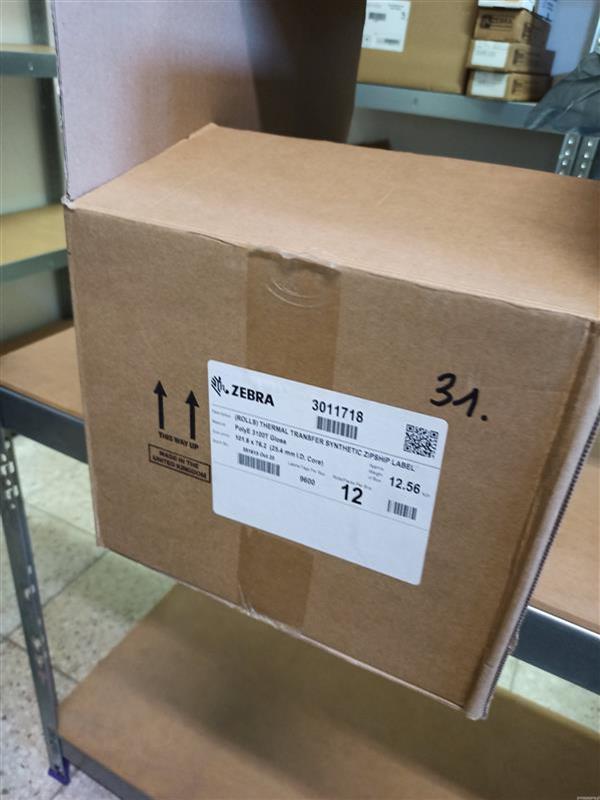 ZEBRA
3011718
31.
(ROLLS) THERMAL TRANSFER SYNTHETIC ZIPSHIP LABEL
PolyE 3100T Gloss
101.6 x 76.2 (25.4 mm I.D. Core)
12.56
9600
12
THIS WAY UP
MADE IN THE
UNITED KINGDOM